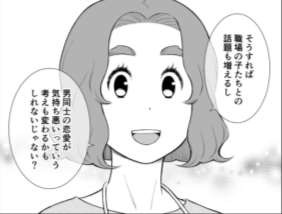 そうすれば
職場の子たちとの
話題も増えるし
男同士の恋愛が
気持ち悪いっていう
考えも変わるかも
しれないじゃない？